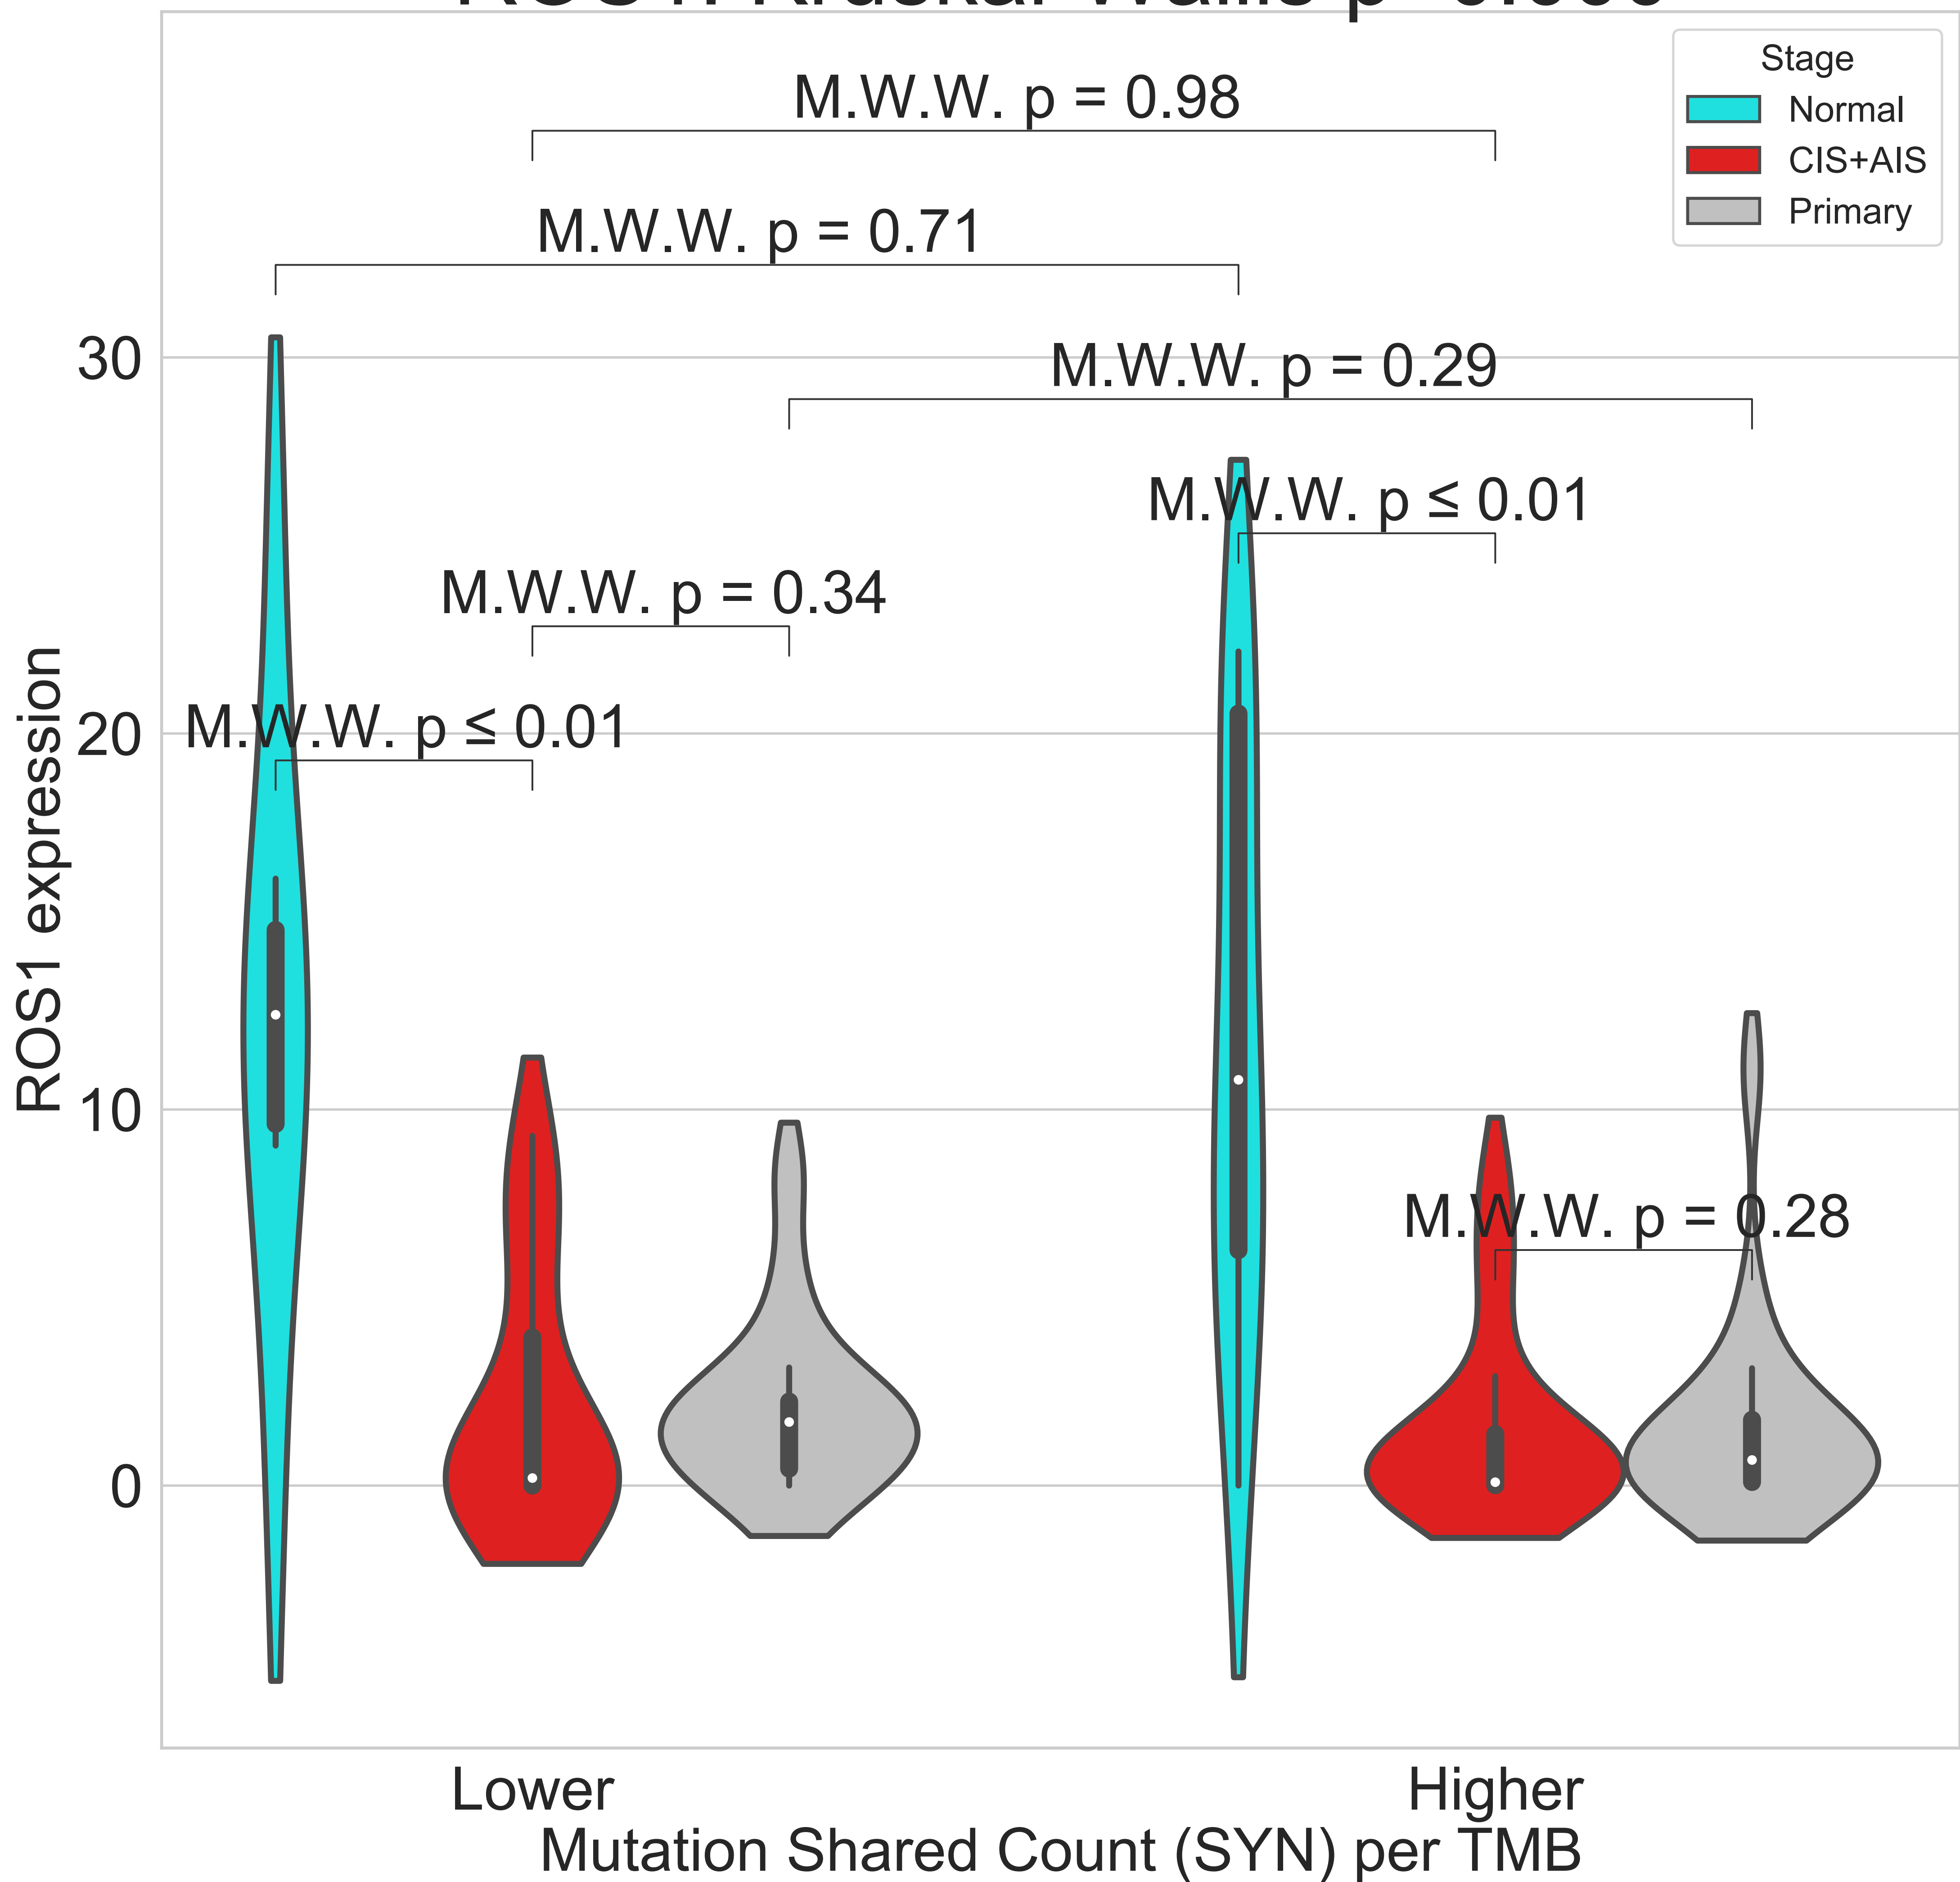 Stage
Normal
CIS+AIS
Primary
M.W.W. p = 0.98
M.W.W. p = 0.71
M.W.W. p = 0.29
M.W.W. p ≤ 0.01
M.W.W. p = 0.34
M.W.W. p ≤ 0.01
M.W.W. p = 0.28
ROS1 expression
30
20
10
0
Lower
Higher
Mutation Shared Count (SYN) per TMB